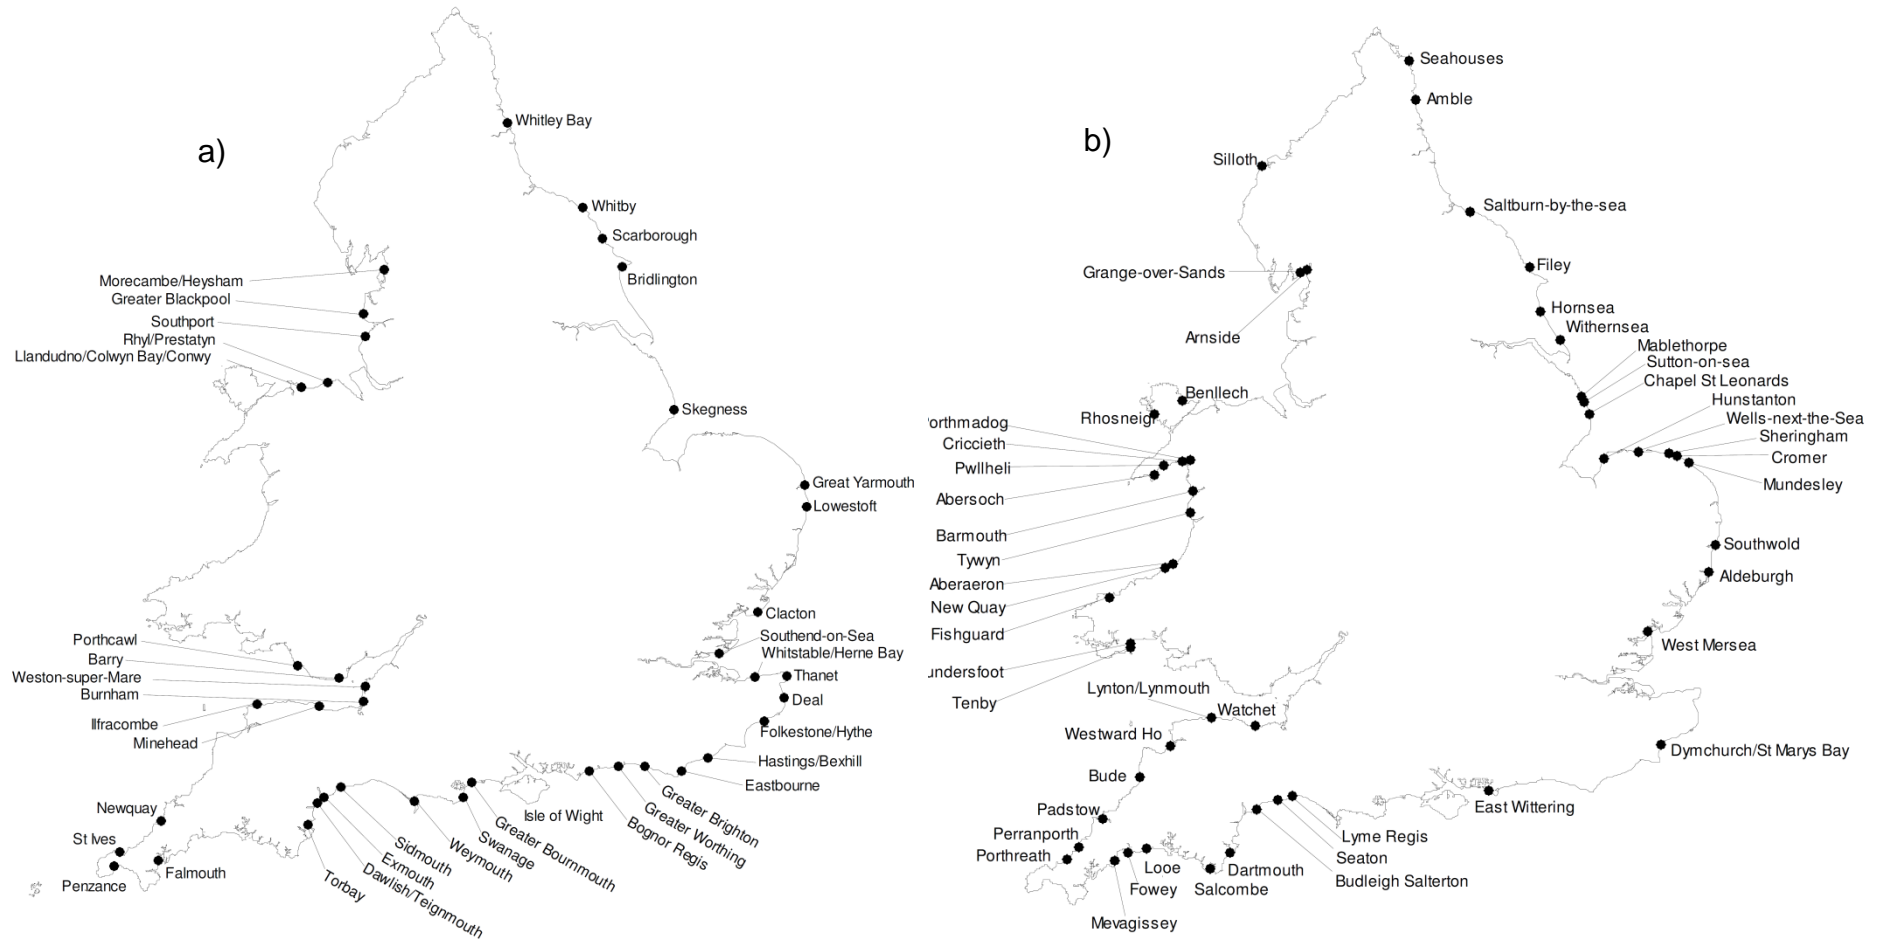 a)
Whitley Bay
Whitby
Scarborough
Bridlington
Morecambe/Heysham
Greater Blackpool
Southport
Rhyl/Prestatyn
Llandudno/Colwyn Bay/Conwy
Skegness
Great Yarmouth
Lowestoft
Clacton
Southend-on-Sea
Whitstable/Herne Bay
Thanet
Deal
Folkestone/Hythe
Hastings/Bexhill
Eastbourne
Greater Brighton
Greater Worthing
Bognor Regis
Isle of Wight
Greater Bournmouth
Swanage
Weymouth
Sidmouth
Exmouth
Dawlish/Teignmouth
Torbay
Porthcawl
Barry
Weston-super-Mare
Burnham
Ilfracombe
Minehead
Newquay
St Ives
Penzance
Falmouth
b)
Seahouses
Amble
Silloth
Saltburn-by-the-sea
Filey
Grange-over-Sands
Arnside
Hornsea
Withernsea
Mablethorpe
Sutton-on-sea
Chapel St Leonards
Hunstanton
Wells-next-the-Sea
Sheringham
Cromer
Mundesley
Benllech
Rhosneigr
orthmadog
Criccieth
Pwllheli
Abersoch
Barmouth
Tywyn
Aberaeron
New Quay
Fishguard
undersfoot
Tenby
Southwold
Aldeburgh
West Mersea
Lynton/Lynmouth
Watchet
Westward Ho
Bude
Padstow
Perranporth
Porthreath
Dymchurch/St Marys Bay
East Wittering
Lyme Regis
Seaton
Budleigh Salterton
Dartmouth
Salcombe
Looe
Fowey
Mevagissey